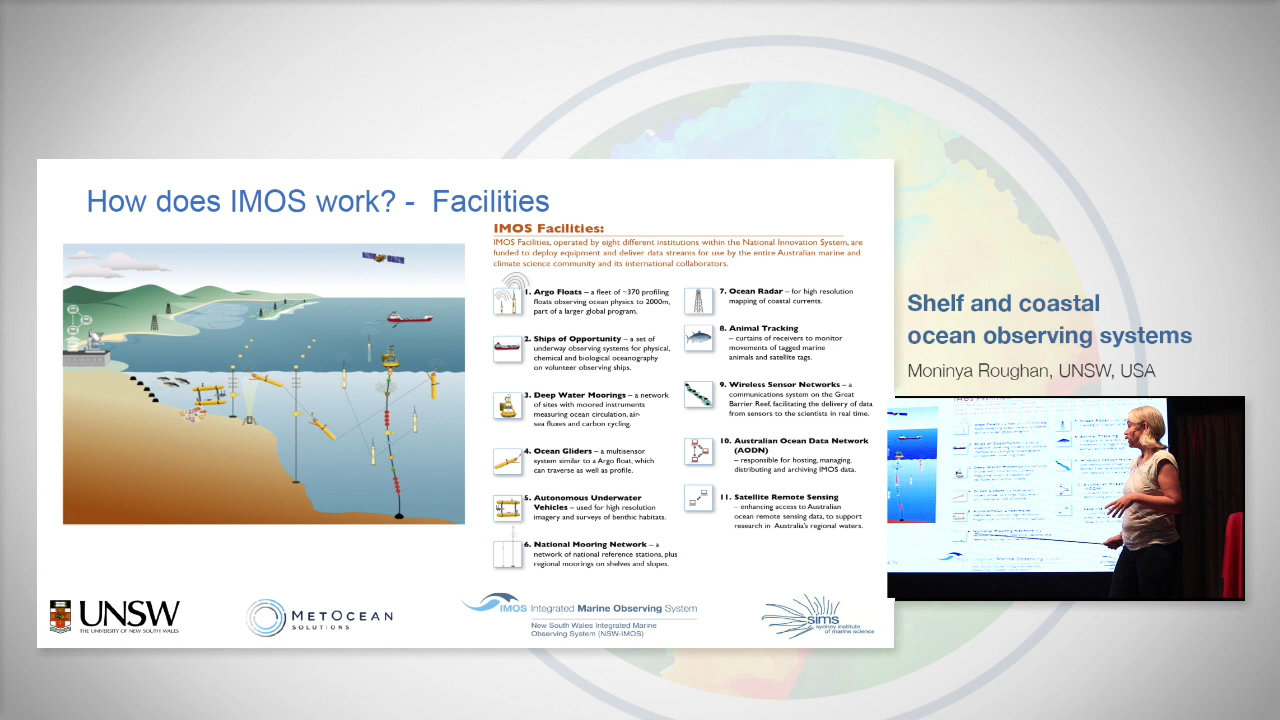 How does IMOS work? - Facilities
IMOS Facilities:
IMOS Facilities, operated by eight different institutions within the National Innovation System, are
funded to deploy equipment and deliver data streams for use by the entire Australian marine and
climate science community and its international collaborators.
1. Argo Floats – a fleet of ~370 profiling
floats observing ocean physics to 2000m,
part of a larger global program.
2. Ships of Opportunity – a set of
underway observing systems for physical,
chemical and biological oceanography
on volunteer observing ships.
3. Deep Water Moorings – a network
of sites with moored instruments
measuring ocean circulation, air-
sea fluxes and carbon cycling.
4. Ocean Gliders – a multisensor
system similar to a Argo float, which
can traverse as well as profile.
5. Autonomous Underwater
Vehicles – used for high resolution
imagery and surveys of benthic habitats.
6. National Mooring Network – a
network of national reference stations, plus
regional moorings on shelves and slopes.
7. Ocean Radar – for high resolution
mapping of coastal currents.
8. Animal Tracking
– curtains of receivers to monitor
movements of tagged marine
animals and satellite tags.
9. Wireless Sensor Networks – a
communications system on the Great
Barrier Reef, facilitating the delivery of data
from sensors to the scientists in real time.
10. Australian Ocean Data Network
(AODN)
– responsible for hosting, managing,
distributing and archiving IMOS data.
11. Satellite Remote Sensing
– enhancing access to Australian
ocean remote sensing data, to support
research in Australia's regional waters.
Shelf and coastal
ocean observing systems
Moninya Roughan, UNSW, USA
UNSW
THE UNIVERSITY OF NEW SOUTH WALES
METOCEAN
SOLUTIONS
IMOS Integrated Marine Observing System
New South Wales Integrated Marine
Observing System (NSW-IMOS)
sims
sydney institute
of marine science